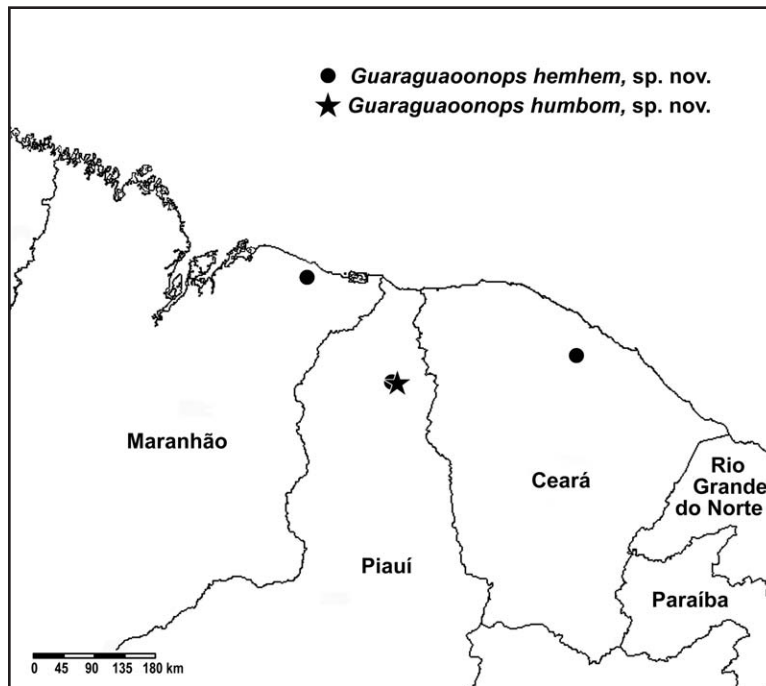 Guaraguaoonops hemhem, sp. nov.
Guaraguaoonops humbom, sp. nov.
Maranhão
Piauí
Ceará
Rio
Grande
do Norte
Paraíba
0 45 90 135 180 km